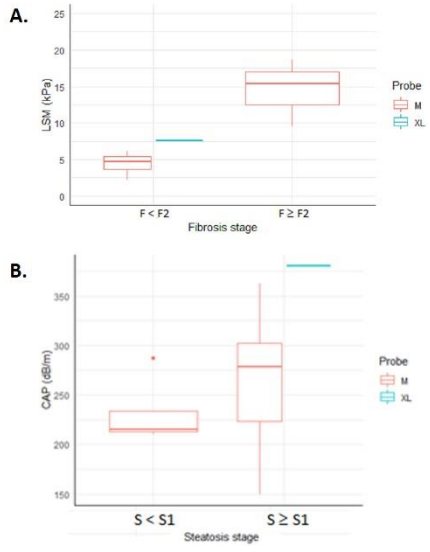 A.
25
20
15
10
5
0
LSM (kPa)
F < F2
F ≥ F2
Fibrosis stage
Probe
M
XL
B.
350
300
250
200
150
CAP (dB/m)
S < S1
S ≥ S1
Steatosis stage
Probe
M
XL